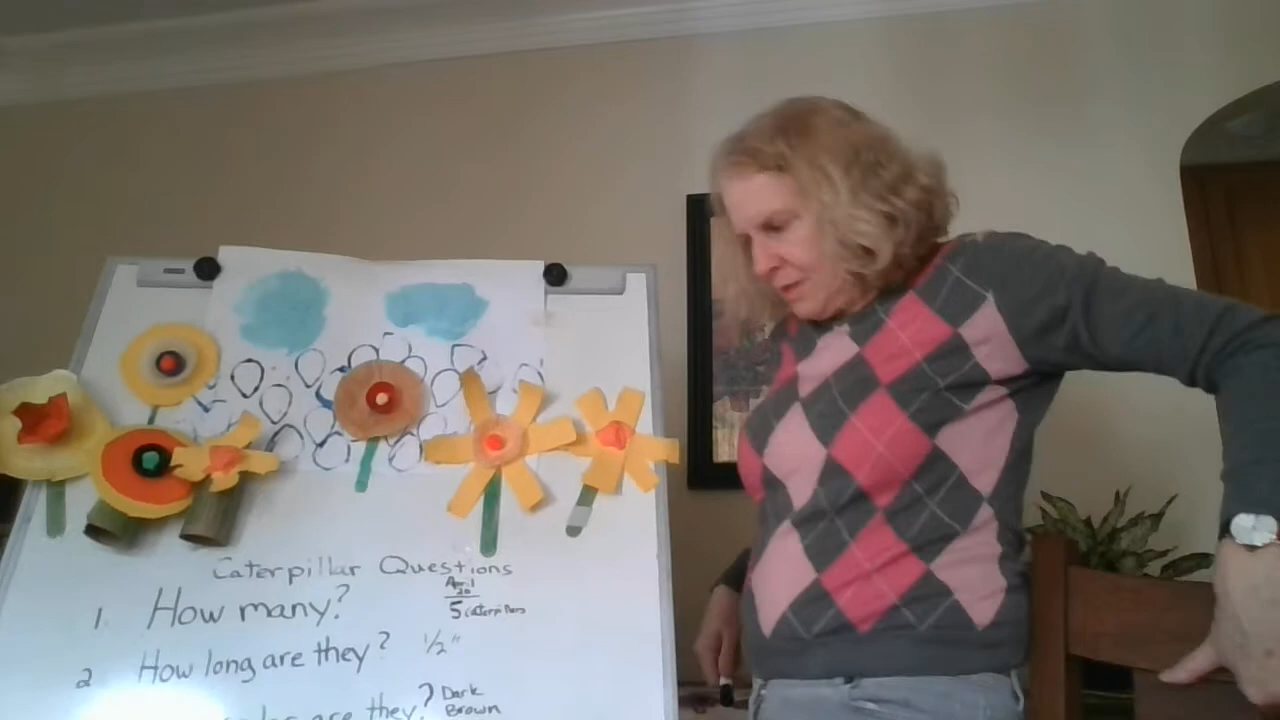 Caterpillar Questions
April
20
1 How many? 5 caterpillars
2 How long are they? 1/2"
are they? Dark
Brown